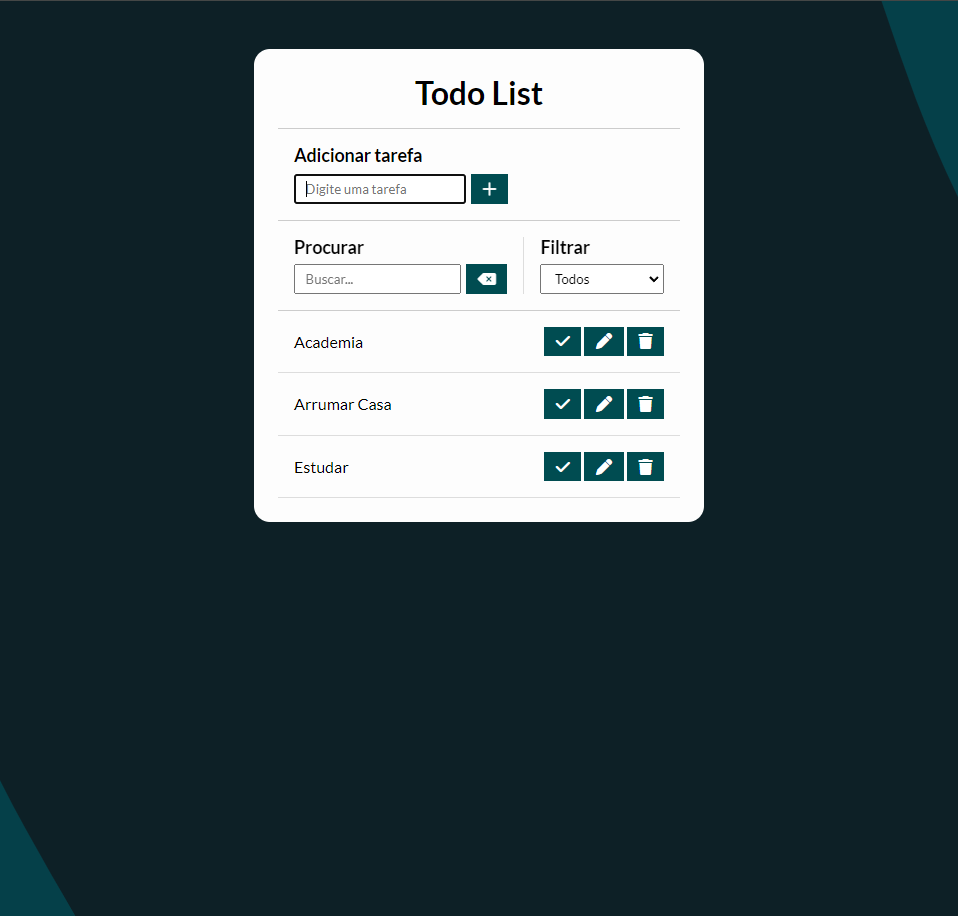 Todo List
Adicionar tarefa
Digite uma tarefa
Procurar
Filtrar
Buscar...
Todos
Academia
Arrumar Casa
Estudar